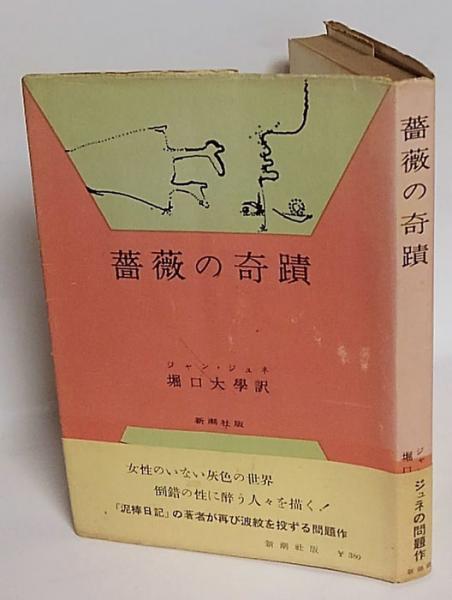 薔薇の奇蹟
ジャン・ジュネ
堀口大學訳
新潮社版
女性のいない灰色の世界
倒錯の性に酔う人々を描く!
「泥棒日記」の著者が再び波紋を投ずる問題作
新潮社版 ¥380
薔薇の奇蹟
ジャ
堀口
ジュネの問題作